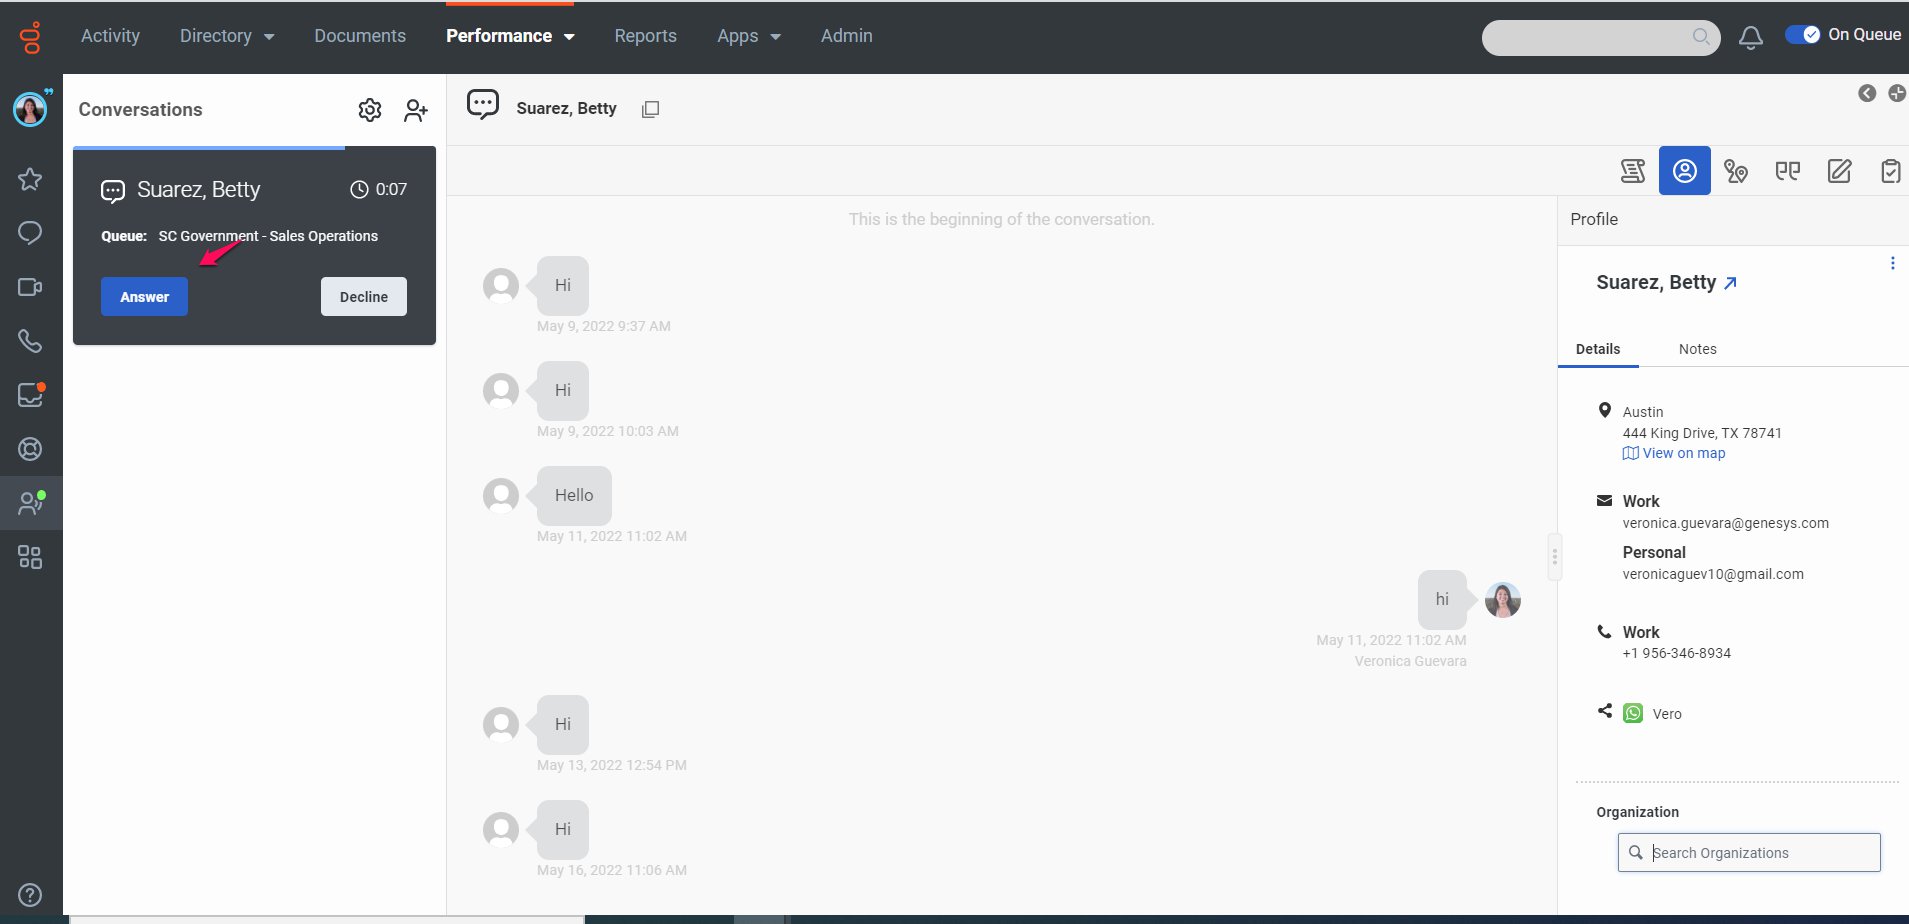 Activity
Directory
Documents
Performance
Reports
Apps
Admin
On Queue
Conversations
Suarez, Betty
0:07
Queue: SC Government - Sales Operations
Answer
Decline
Suarez, Betty
This is the beginning of the conversation.
Hi
May 9, 2022 9:37 AM
Hi
May 9, 2022 10:03 AM
Hello
May 11, 2022 11:02 AM
hi
May 11, 2022 11:02 AM
Veronica Guevara
Hi
May 13, 2022 12:54 PM
Hi
May 16, 2022 11:06 AM
Profile
Suarez, Betty
Details
Notes
Austin
444 King Drive, TX 78741
View on map
Work
veronica.guevara@genesys.com
Personal
veronicaguev10@gmail.com
Work
+1 956-346-8934
Vero
Organization
Search Organizations